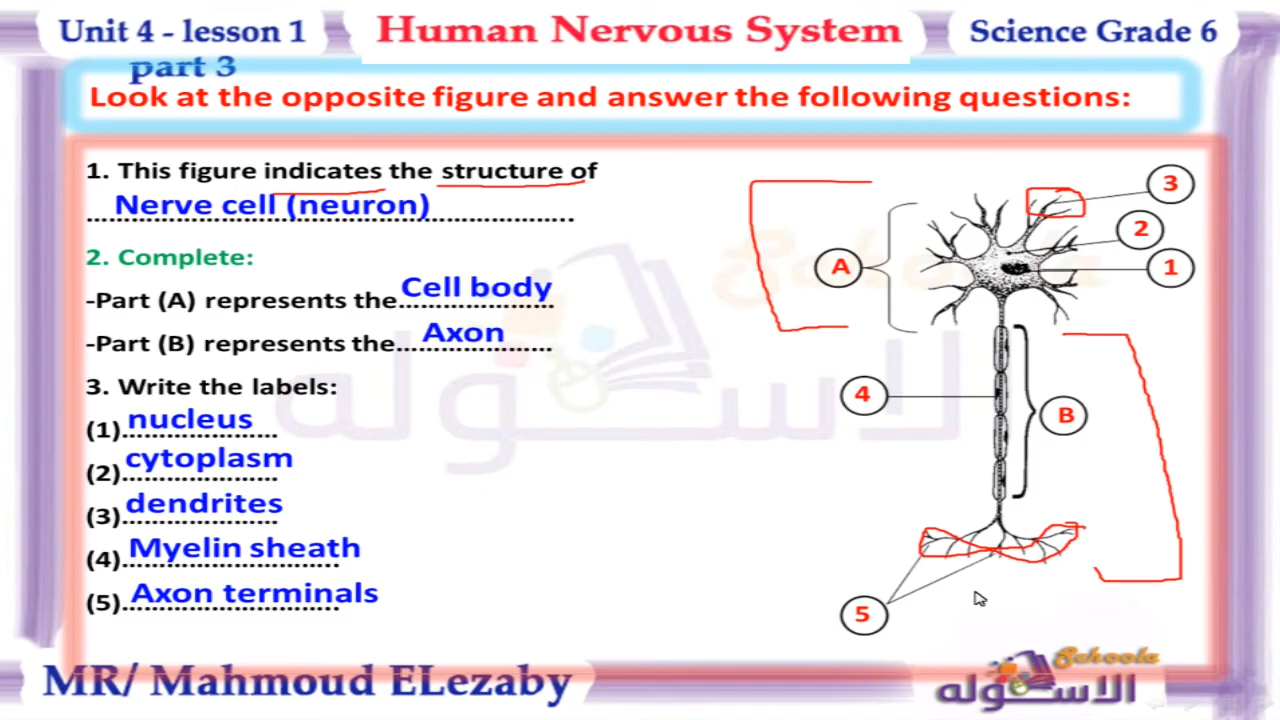 Unit 4 - lesson 1
part 3
Human Nervous System
Science Grade 6
Look at the opposite figure and answer the following questions:
1. This figure indicates the structure of
Nerve cell (neuron)
2. Complete:
-Part (A) represents the Cell body
-Part (B) represents the Axon
3. Write the labels:
(1) nucleus
(2) cytoplasm
(3) dendrites
(4) Myelin sheath
(5) Axon terminals
3
2
A
1
4
B
5
الاسكوله
MR/ Mahmoud ELezaby
Schoola
الاسكوله